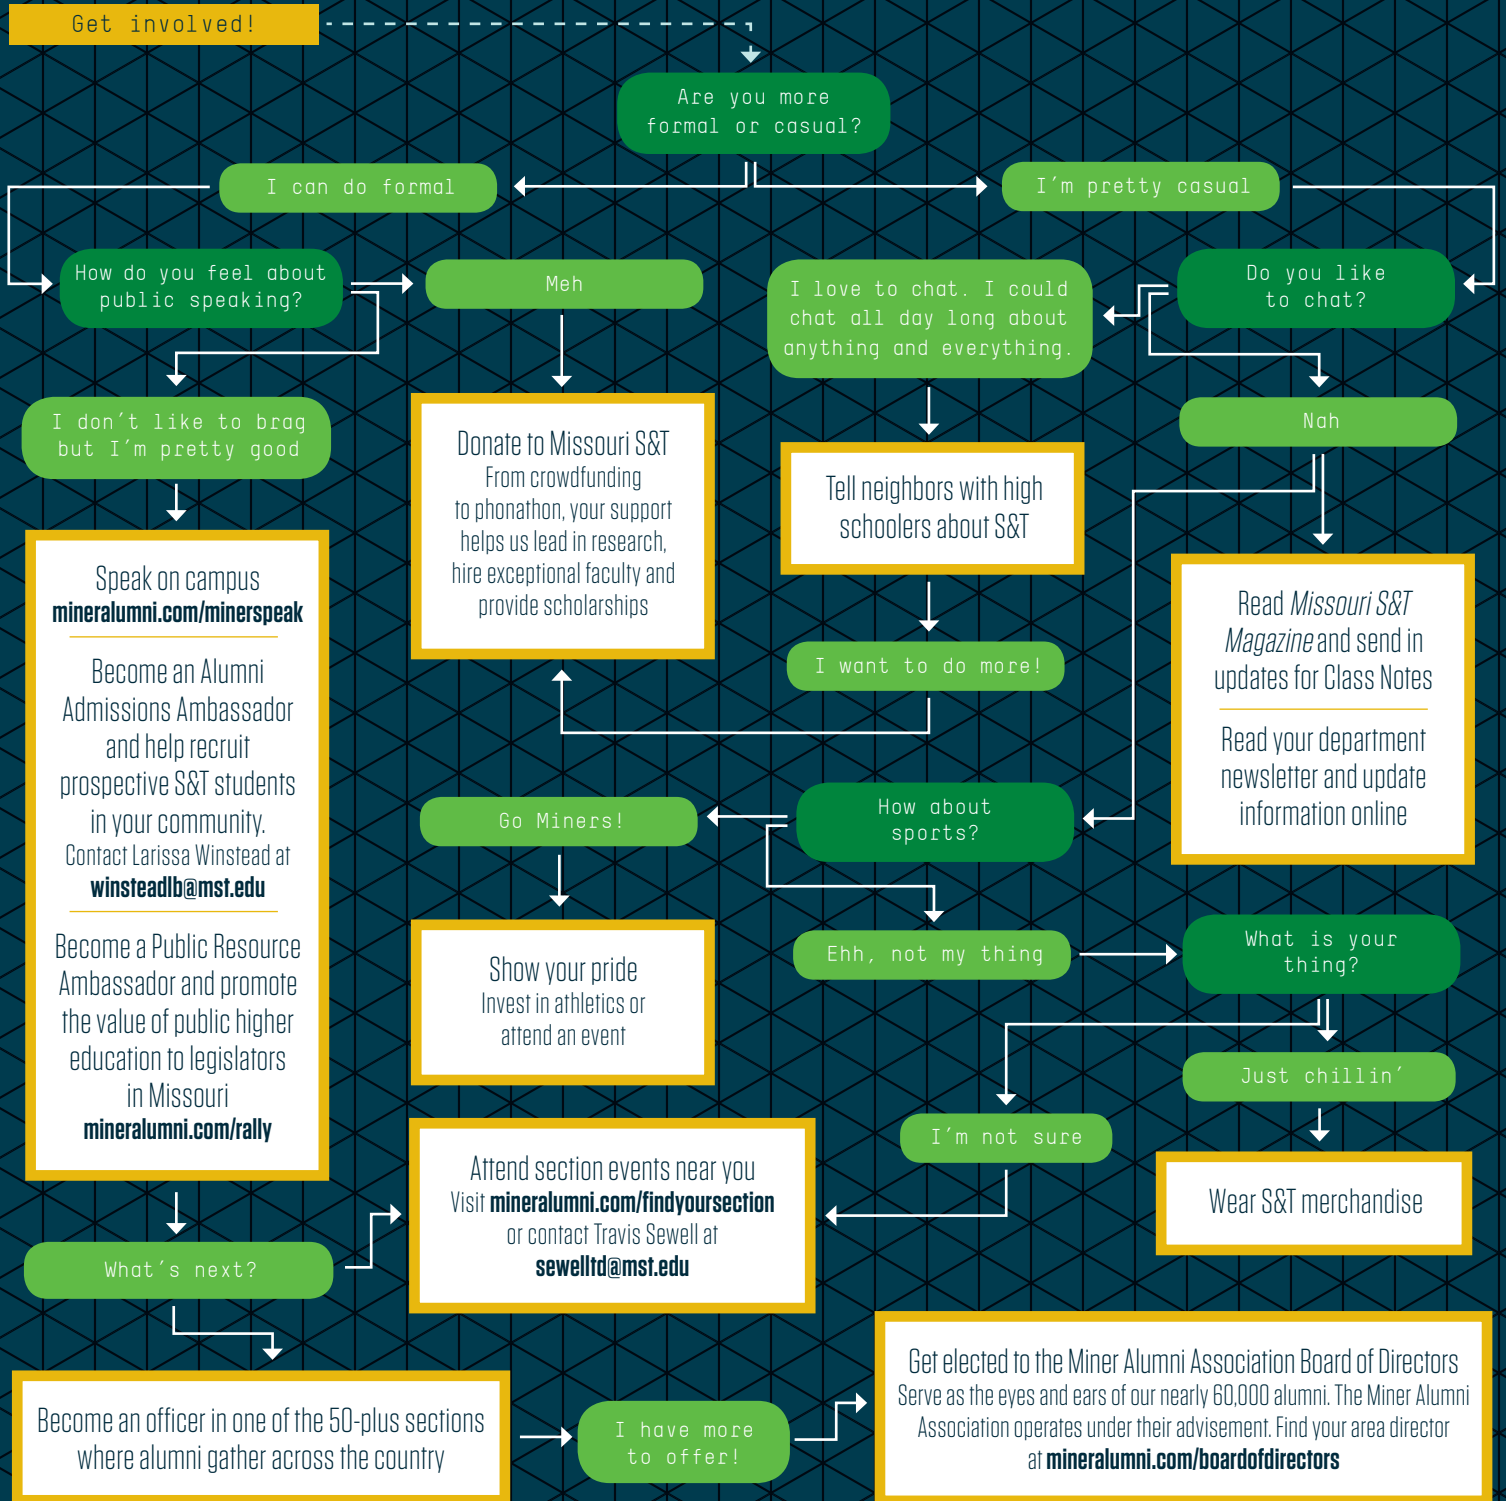 Get involved!
Are you more
formal or casual?
I can do formal
I'm pretty casual
How do you feel about
public speaking?
Meh
I love to chat. I could
chat all day long about
anything and everything.
Do you like
to chat?
I don't like to brag
but I'm pretty good
Nah
Donate to Missouri S&T
From crowdfunding
to phonathon, your support
helps us lead in research,
hire exceptional faculty and
provide scholarships
Tell neighbors with high
schoolers about S&T
Speak on campus
mineralumni.com/minerspeak
Become an Alumni
Admissions Ambassador
and help recruit
prospective S&T students
in your community.
Contact Larissa Winstead at
winsteadlb@mst.edu
Become a Public Resource
Ambassador and promote
the value of public higher
education to legislators
in Missouri
mineralumni.com/rally
Read Missouri S&T
Magazine and send in
updates for Class Notes
Read your department
newsletter and update
information online
I want to do more!
How about
sports?
Go Miners!
Ehh, not my thing
What is your
thing?
Show your pride
Invest in athletics or
attend an event
Just chillin'
I'm not sure
Attend section events near you
Visit mineralumni.com/findyoursection
or contact Travis Sewell at
sewelltd@mst.edu
Wear S&T merchandise
What's next?
Become an officer in one of the 50-plus sections
where alumni gather across the country
I have more
to offer!
Get elected to the Miner Alumni Association Board of Directors
Serve as the eyes and ears of our nearly 60,000 alumni. The Miner Alumni
Association operates under their advisement. Find your area director
at mineralumni.com/boardofdirectors